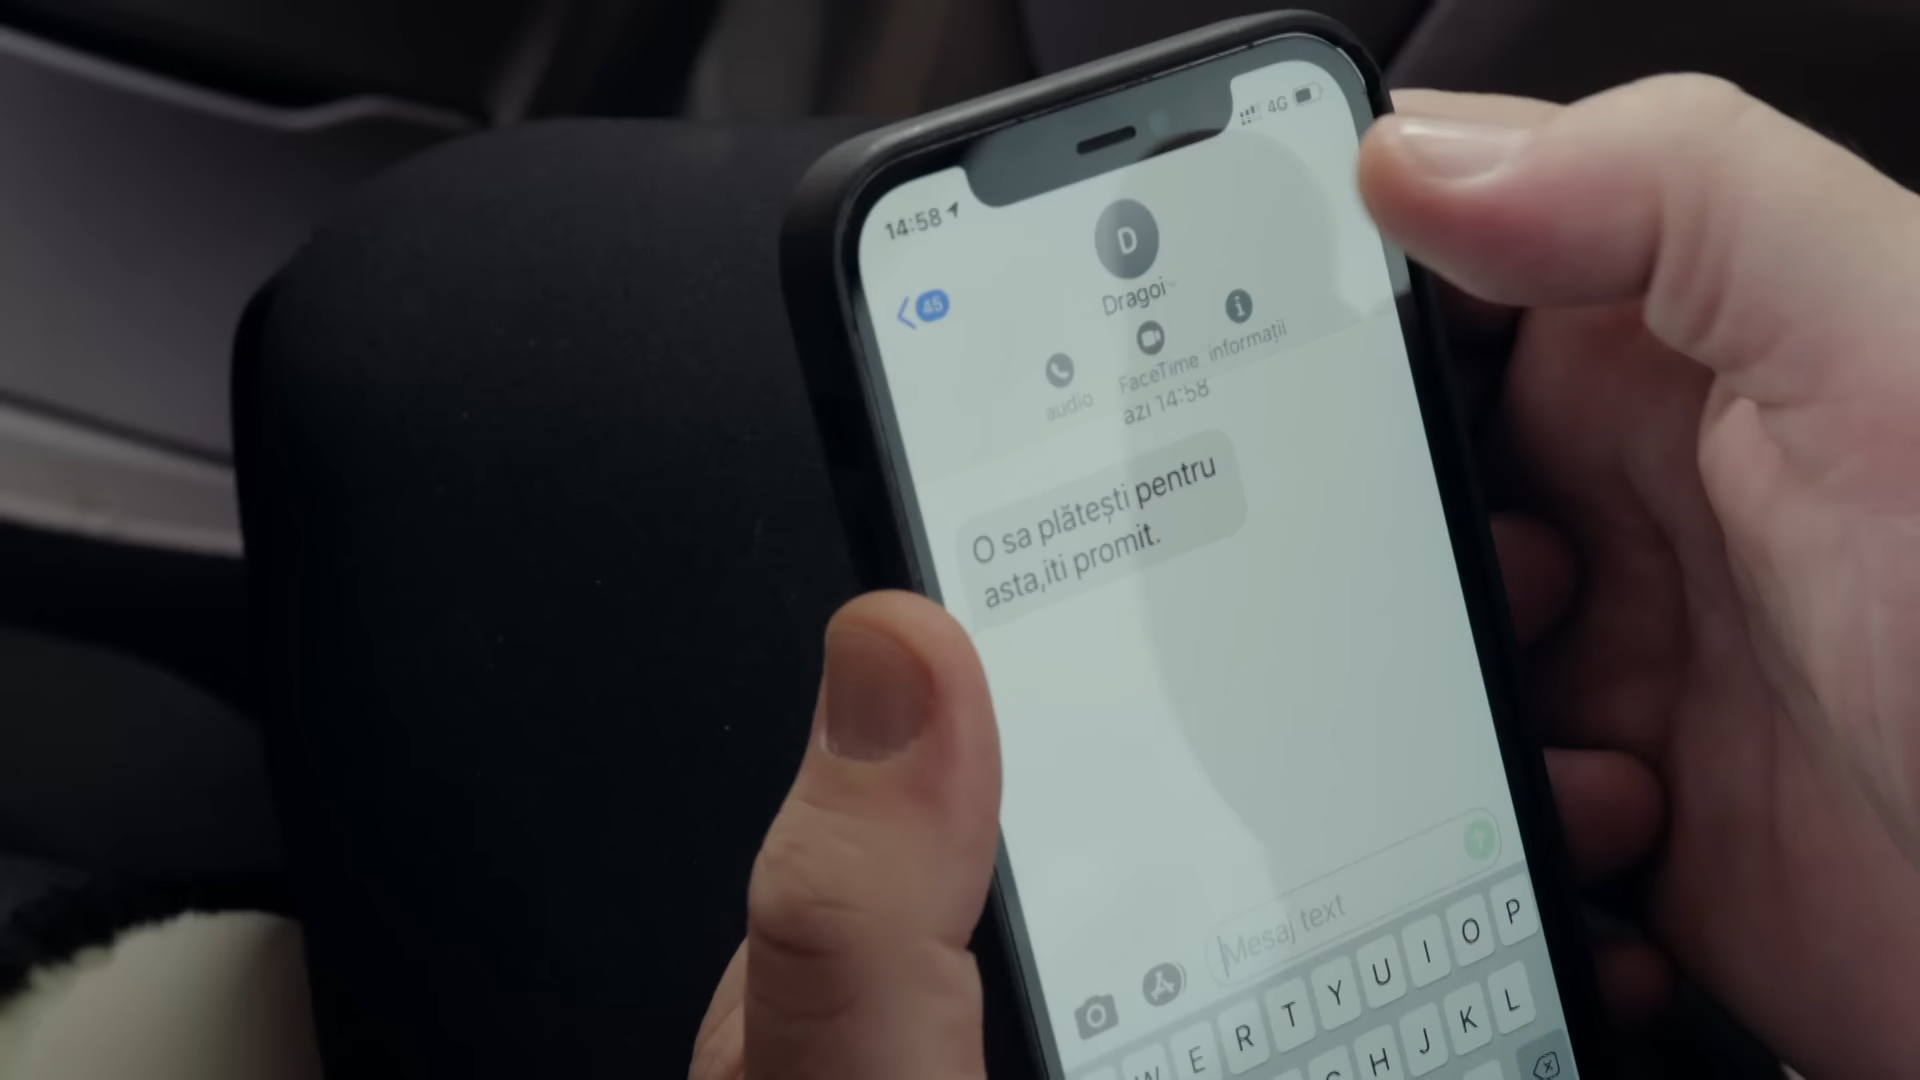 14:58
4G
45
D
Dragoi
audio
FaceTime
informații
azi 14:58
O sa plătești pentru
asta,iti promit.
Mesaj text
W E R T Y U I O P
H J K L